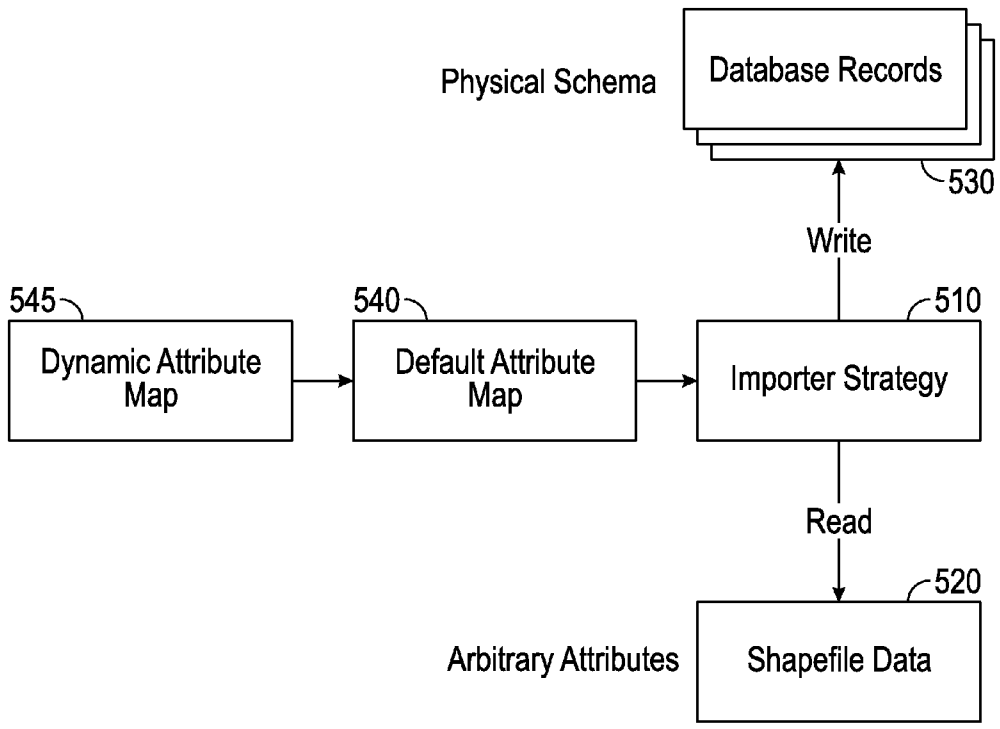 Physical Schema
Database Records
530
Write
545
540
510
Dynamic Attribute
Map
Default Attribute
Map
Importer Strategy
Read
520
Arbitrary Attributes
Shapefile Data